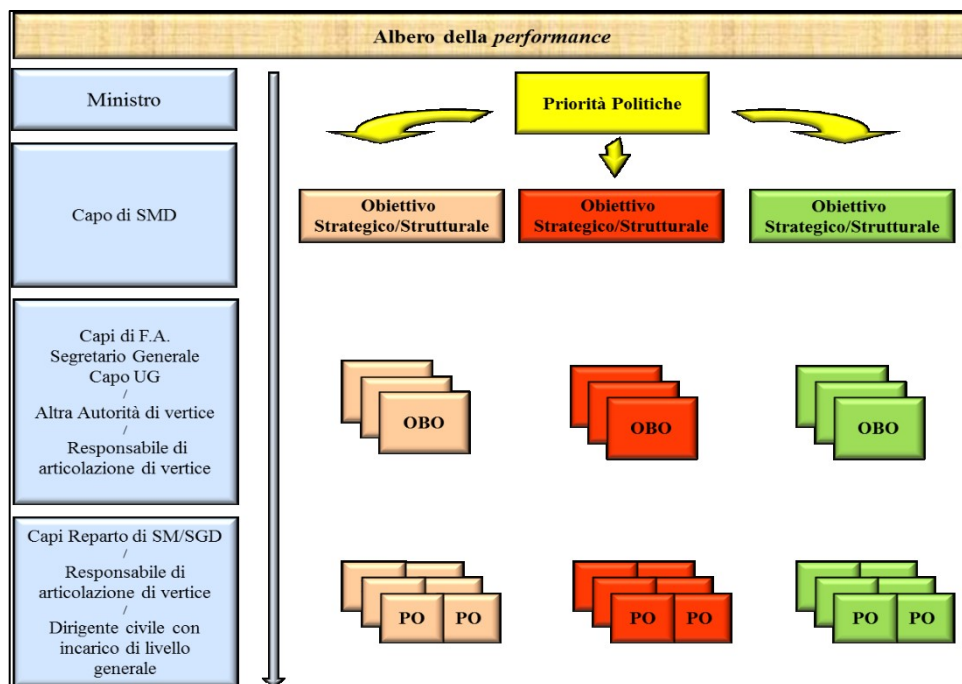 Albero della performance
Ministro
Priorità Politiche
Capo di SMD
Obiettivo
Strategico/Strutturale
Obiettivo
Strategico/Strutturale
Obiettivo
Strategico/Strutturale
Capi di F.A.
Segretario Generale
Capo UG
/
Altra Autorità di vertice
/
Responsabile di
articolazione di vertice
OBO
OBO
OBO
Capi Reparto di SM/SGD
/
Responsabile di
articolazione di vertice
/
Dirigente civile con
incarico di livello
generale
PO PO
PO PO
PO PO